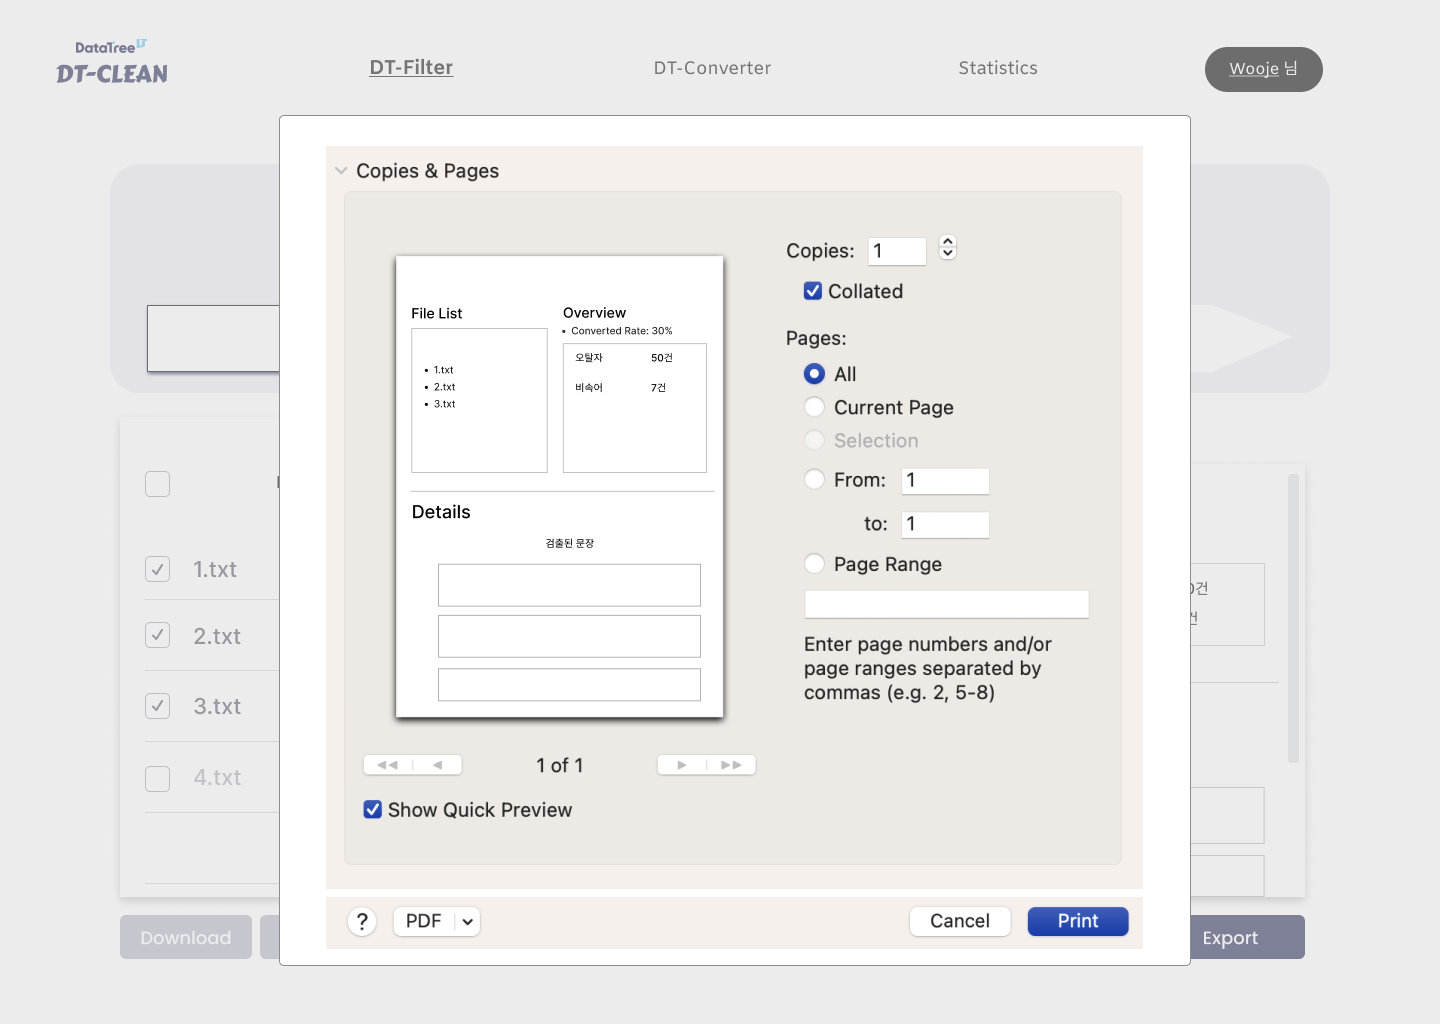 DataTree DT
DT-CLEAN
DT-Filter
DT-Converter
Statistics
Wooje 님
Copies & Pages
File List
1.txt
2.txt
3.txt
Overview
Converted Rate: 30%
오탈자 50건
비속어 7건
Details
검출된 문장
1 of 1
Show Quick Preview
Copies: 1
Collated
Pages:
All
Current Page
Selection
From: 1
to: 1
Page Range
Enter page numbers and/or
page ranges separated by
commas (e.g. 2, 5-8)
? PDF
Cancel
Print
1.txt
2.txt
3.txt
4.txt
건
건
Download
Export